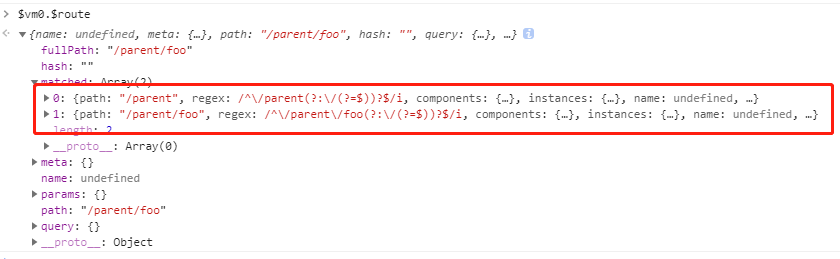 > $vm0.$route
{name: undefined, meta: {…}, path: "/parent/foo", hash: "", query: {…}, …}
fullPath: "/parent/foo"
hash: ""
matched: Array(2)
0: {path: "/parent", regex: /^\/parent(?:\/(?=$))?$/i, components: {…}, instances: {…}, name: undefined, …}
1: {path: "/parent/foo", regex: /^\/parent\/foo(?:\/(?=$))?$/i, components: {…}, instances: {…}, name: undefined, …}
length: 2
__proto__: Array(0)
meta: {}
name: undefined
params: {}
path: "/parent/foo"
query: {}
__proto__: Object